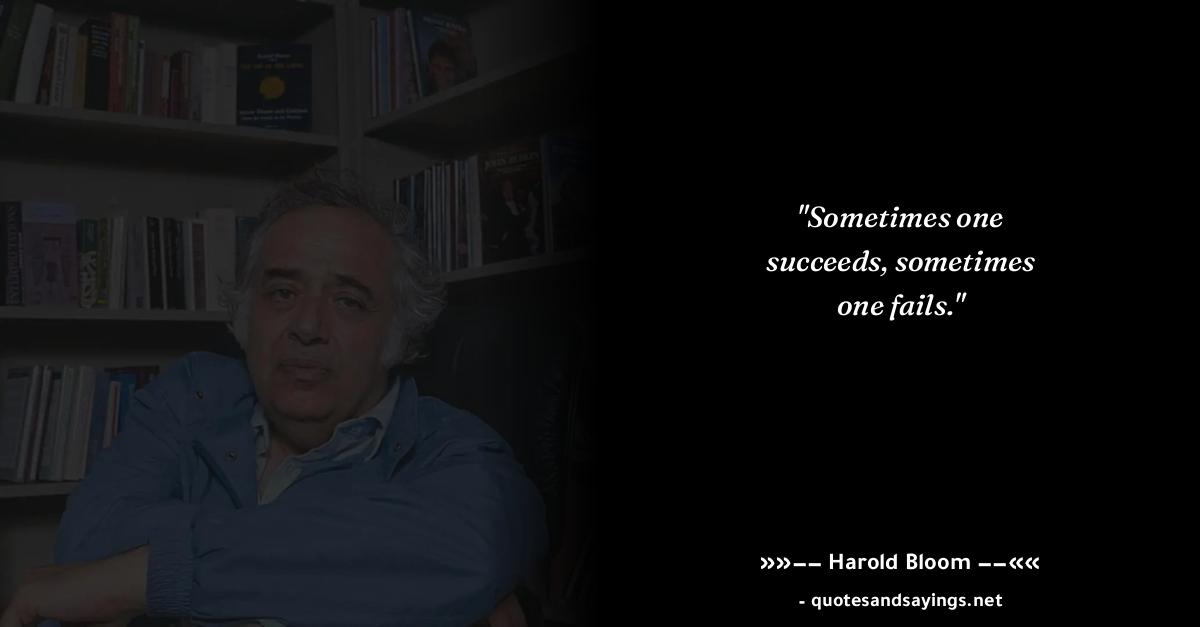 "Sometimes one
succeeds, sometimes
one fails."
»»−− Harold Bloom −−««
- quotesandsayings.net